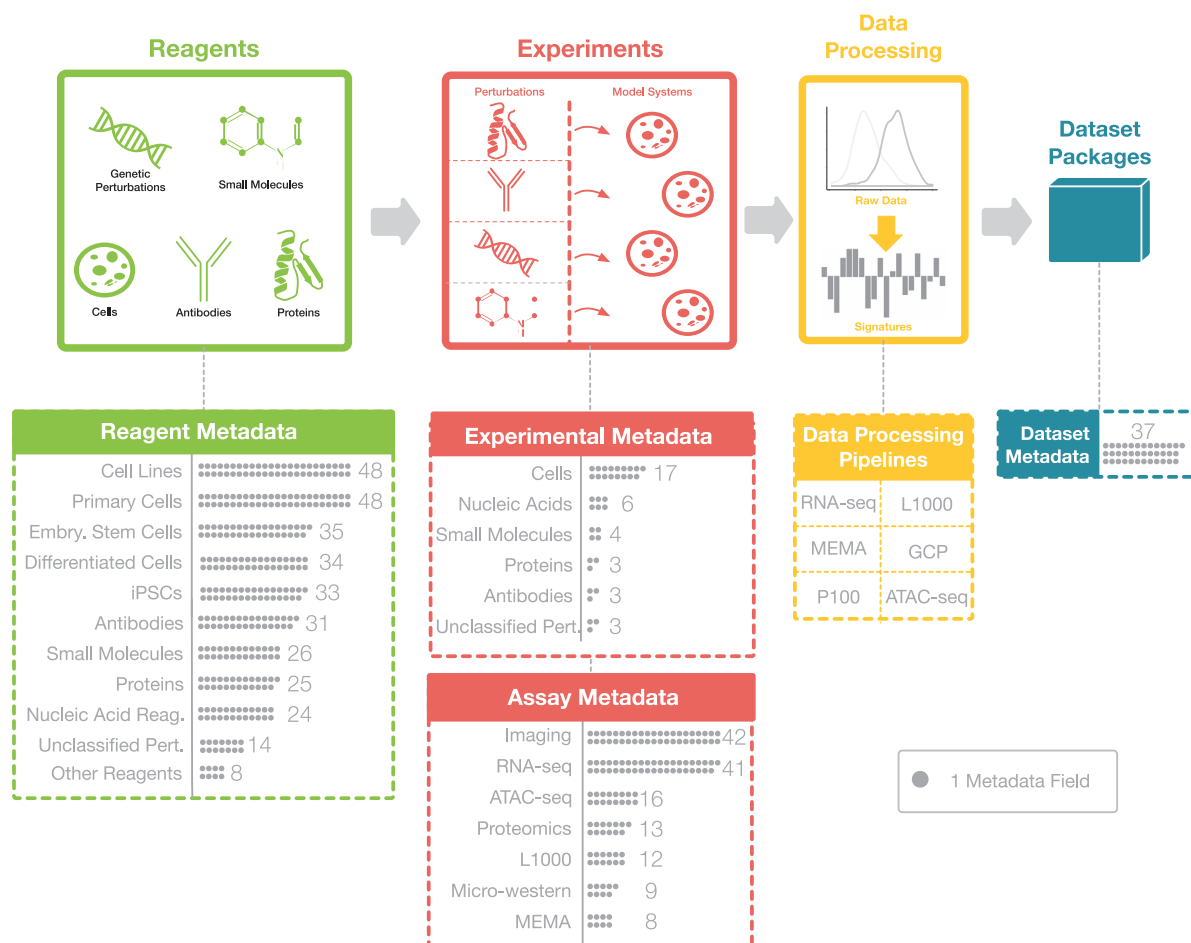 Reagents
Genetic
Perturbations
Small Molecules
Cells
Antibodies
Proteins
Experiments
Perturbations
Model Systems
Data
Processing
Raw Data
Signatures
Dataset
Packages
Reagent Metadata
Cell Lines 48
Primary Cells 48
Embry. Stem Cells 35
Differentiated Cells 34
iPSCs 33
Antibodies 31
Small Molecules 26
Proteins 25
Nucleic Acid Reag. 24
Unclassified Pert. 14
Other Reagents 8
Experimental Metadata
Cells 17
Nucleic Acids 6
Small Molecules 4
Proteins 3
Antibodies 3
Unclassified Pert. 3
Assay Metadata
Imaging 42
RNA-seq 41
ATAC-seq 16
Proteomics 13
L1000 12
Micro-western 9
MEMA 8
Data Processing
Pipelines
RNA-seq L1000
MEMA GCP
P100 ATAC-seq
Dataset
Metadata
37
1 Metadata Field